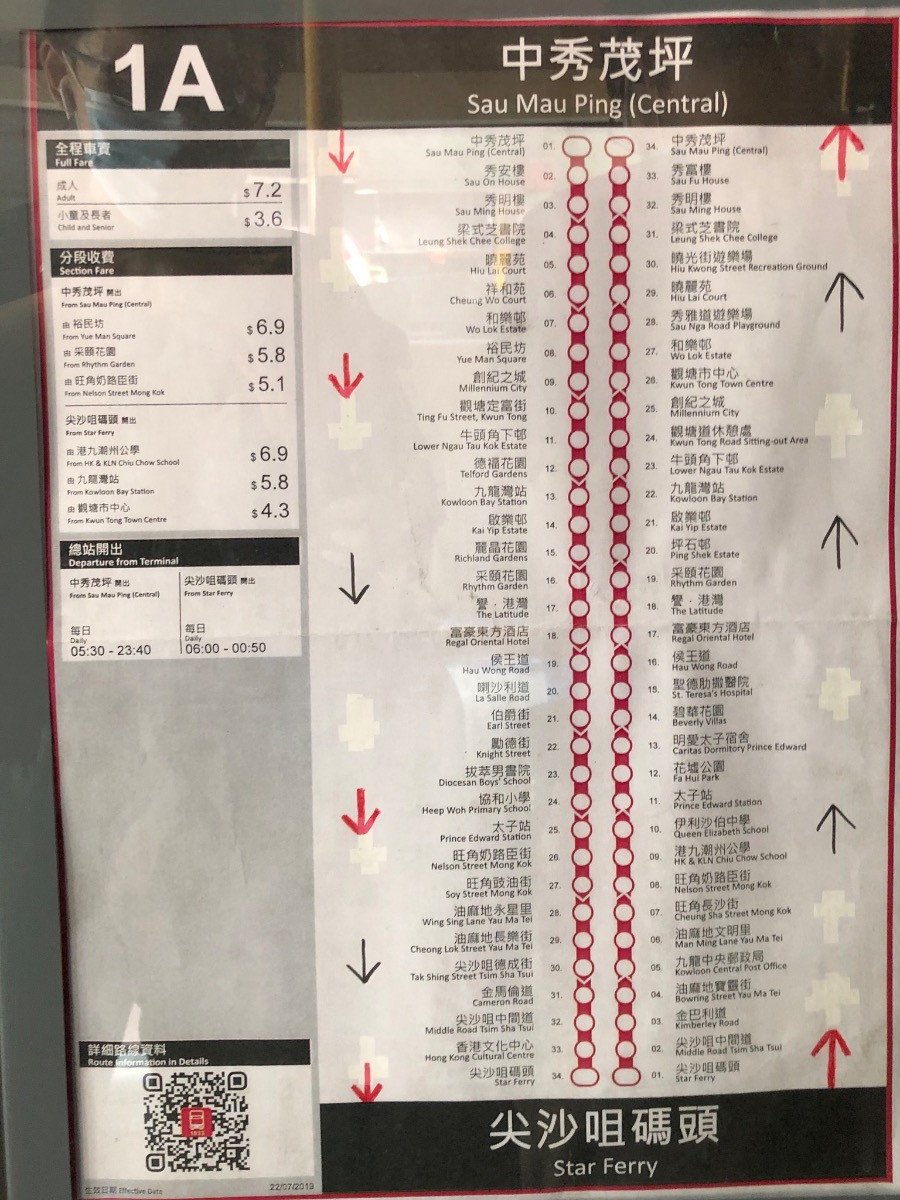 1A
中秀茂坪
Sau Mau Ping (Central)
全程車資
Full Fare
成人
Adult
$ 7.2
小童及長者
Child and Senior
$ 3.6
分段收費
Section Fare
中秀茂坪 開出
From Sau Mau Ping (Central)
由 裕民坊
From Yue Man Square
$ 6.9
由 采頤花園
From Rhythm Garden
$ 5.8
由 旺角奶路臣街
From Nelson Street Mong Kok
$ 5.1
尖沙咀碼頭 開出
From Star Ferry
由 港九潮州公學
From HK & KLN Chiu Chow School
$ 6.9
由 九龍灣站
From Kowloon Bay Station
$ 5.8
由 觀塘市中心
From Kwun Tong Town Centre
$ 4.3
總站開出
Departure from Terminal
中秀茂坪 開出
From Sau Mau Ping (Central)
每日
Daily
05:30 - 23:40
尖沙咀碼頭 開出
From Star Ferry
每日
Daily
06:00 - 00:50
中秀茂坪
Sau Mau Ping (Central) 01.
秀安樓
Sau On House 02.
秀明樓
Sau Ming House 03.
梁式芝書院
Leung Shek Chee College 04.
曉麗苑
Hiu Lai Court 05.
祥和苑
Cheung Wo Court 06.
和樂邨
Wo Lok Estate 07.
裕民坊
Yue Man Square 08.
創紀之城
Millennium City 09.
觀塘定富街
Ting Fu Street, Kwun Tong 10.
牛頭角下邨
Lower Ngau Tau Kok Estate 11.
德福花園
Telford Gardens 12.
九龍灣站
Kowloon Bay Station 13.
啟樂邨
Kai Yip Estate 14.
麗晶花園
Richland Gardens 15.
采頤花園
Rhythm Garden 16.
譽．港灣
The Latitude 17.
富豪東方酒店
Regal Oriental Hotel 18.
侯王道
Hau Wong Road 19.
喇沙利道
La Salle Road 20.
伯爵街
Earl Street 21.
勵德街
Knight Street 22.
拔萃男書院
Diocesan Boys' School 23.
協和小學
Heep Woh Primary School 24.
太子站
Prince Edward Station 25.
旺角奶路臣街
Nelson Street Mong Kok 26.
旺角豉油街
Soy Street Mong Kok 27.
油麻地永星里
Wing Sing Lane Yau Ma Tei 28.
油麻地長樂街
Cheong Lok Street Yau Ma Tei 29.
尖沙咀德成街
Tak Shing Street Tsim Sha Tsui 30.
金馬倫道
Cameron Road 31.
尖沙咀中間道
Middle Road Tsim Sha Tsui 32.
香港文化中心
Hong Kong Cultural Centre 33.
尖沙咀碼頭
Star Ferry 34.
34. 中秀茂坪
Sau Mau Ping (Central)
33. 秀富樓
Sau Fu House
32. 秀明樓
Sau Ming House
31. 梁式芝書院
Leung Shek Chee College
30. 曉光街遊樂場
Hiu Kwong Street Recreation Ground
29. 曉麗苑
Hiu Lai Court
28. 秀雅道遊樂場
Sau Nga Road Playground
27. 和樂邨
Wo Lok Estate
26. 觀塘市中心
Kwun Tong Town Centre
25. 創紀之城
Millennium City
24. 觀塘道休憩處
Kwun Tong Road Sitting-out Area
23. 牛頭角下邨
Lower Ngau Tau Kok Estate
22. 九龍灣站
Kowloon Bay Station
21. 啟樂邨
Kai Yip Estate
20. 坪石邨
Ping Shek Estate
19. 采頤花園
Rhythm Garden
18. 譽．港灣
The Latitude
17. 富豪東方酒店
Regal Oriental Hotel
16. 侯王道
Hau Wong Road
15. 聖德肋撒醫院
St. Teresa's Hospital
14. 碧華花園
Beverly Villas
13. 明愛太子宿舍
Caritas Dormitory Prince Edward
12. 花墟公園
Fa Hui Park
11. 太子站
Prince Edward Station
10. 伊利沙伯中學
Queen Elizabeth School
09. 港九潮州公學
HK & KLN Chiu Chow School
08. 旺角奶路臣街
Nelson Street Mong Kok
07. 旺角長沙街
Cheung Sha Street Mong Kok
06. 油麻地文明里
Man Ming Lane Yau Ma Tei
05. 九龍中央郵政局
Kowloon Central Post Office
04. 油麻地寶靈街
Bowring Street Yau Ma Tei
03. 金巴利道
Kimberley Road
02. 尖沙咀中間道
Middle Road Tsim Sha Tsui
01. 尖沙咀碼頭
Star Ferry
詳細路線資料
Route Information in Details
1933
尖沙咀碼頭
Star Ferry
生效日期 Effective Date 22/07/2019